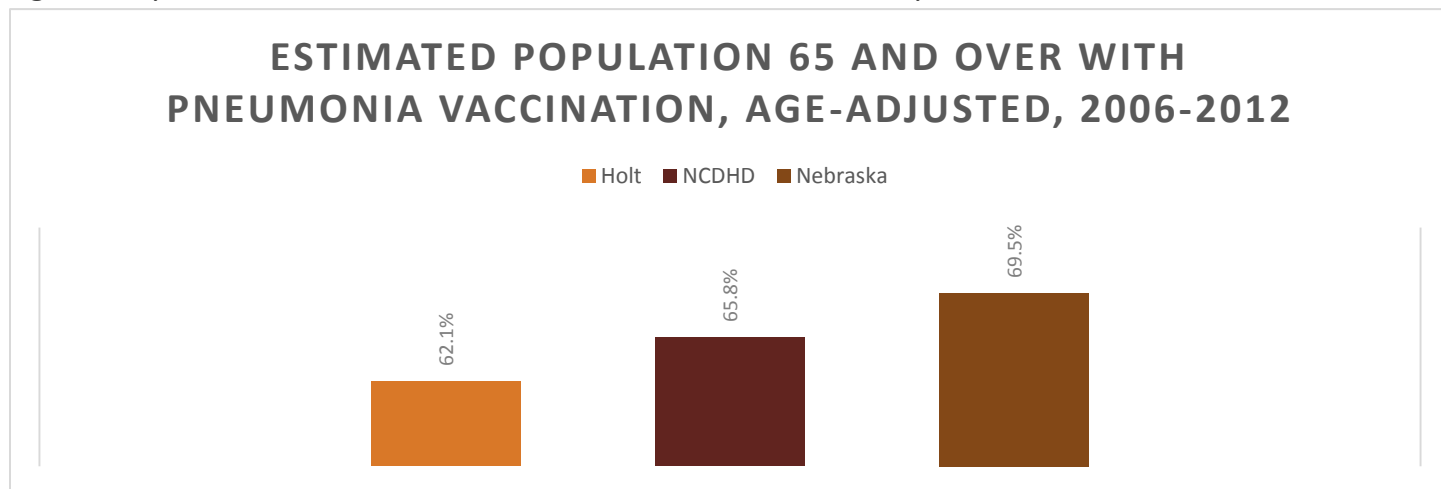 ESTIMATED POPULATION 65 AND OVER WITH
PNEUMONIA VACCINATION, AGE-ADJUSTED, 2006-2012
Holt NCDHD Nebraska
62.1%
65.8%
69.5%